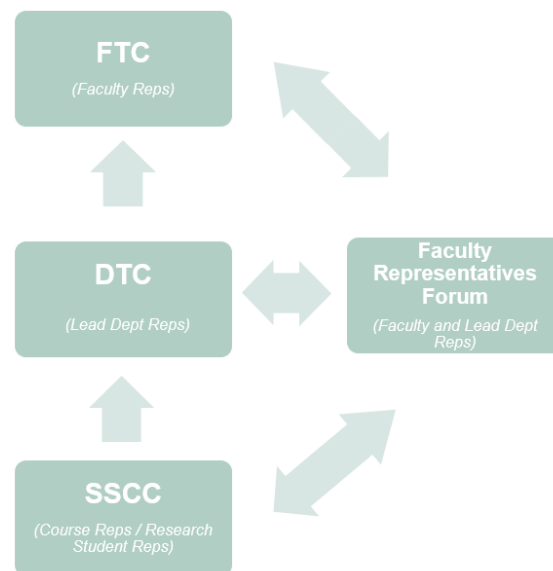 FTC
(Faculty Reps)
DTC
(Lead Dept Reps)
Faculty
Representatives
Forum
(Faculty and Lead Dept
Reps)
SSCC
(Course Reps / Research
Student Reps)